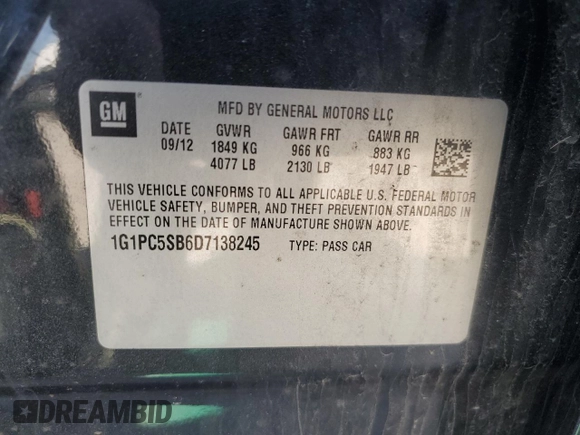 GM
MFD BY GENERAL MOTORS LLC
DATE GVWR GAWR FRT GAWR RR
09/12 1849 KG 966 KG 883 KG
4077 LB 2130 LB 1947 LB
THIS VEHICLE CONFORMS TO ALL APPLICABLE U.S. FEDERAL MOTOR
VEHICLE SAFETY, BUMPER, AND THEFT PREVENTION STANDARDS IN
EFFECT ON THE DATE OF MANUFACTURE SHOWN ABOVE.
1G1PC5SB6D7138245 TYPE: PASS CAR
DREAMBID